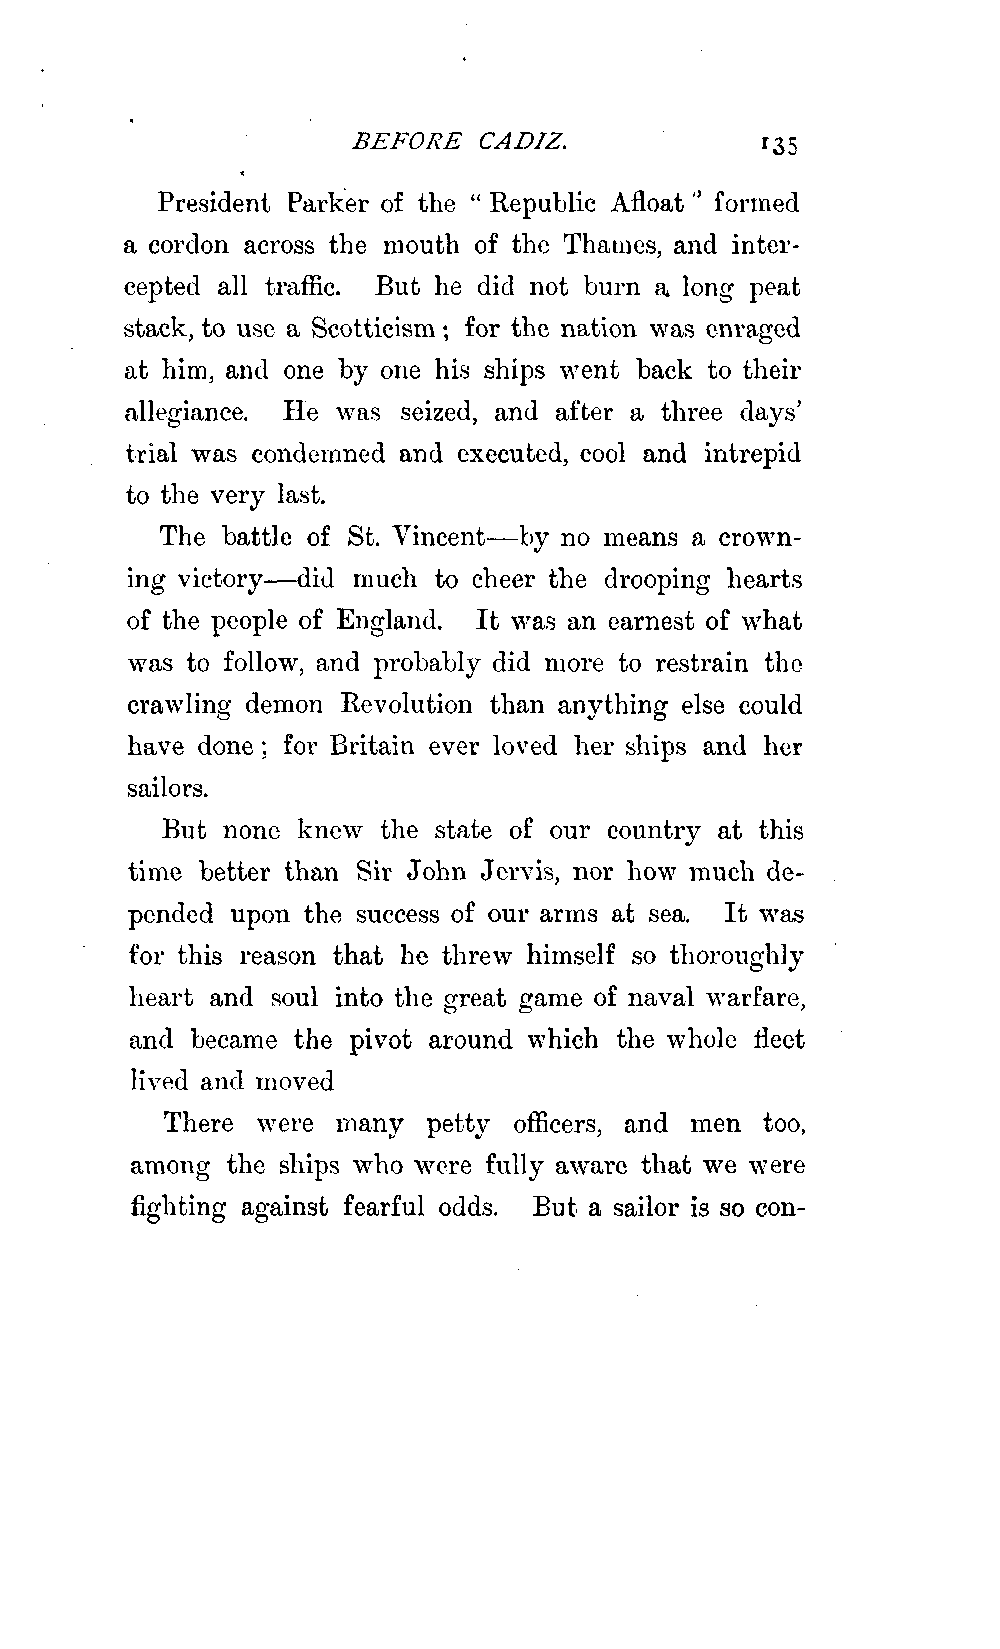 BEFORE CADIZ. 135
President Parker of the “Republic Afloat” formed
a cordon across the mouth of the Thames, and inter-
cepted all traffic. But he did not burn a long peat
stack, to use a Scotticism; for the nation was enraged
at him, and one by one his ships went back to their
allegiance. He was seized, and after a three days’
trial was condemned and executed, cool and intrepid
to the very last.
The battle of St. Vincent—by no means a crown-
ing victory—did much to cheer the drooping hearts
of the people of England. It was an earnest of what
was to follow, and probably did more to restrain the
crawling demon Revolution than anything else could
have done; for Britain ever loved her ships and her
sailors.
But none knew the state of our country at this
time better than Sir John Jervis, nor how much de-
pended upon the success of our arms at sea. It was
for this reason that he threw himself so thoroughly
heart and soul into the great game of naval warfare,
and became the pivot around which the whole fleet
lived and moved
There were many petty officers, and men too,
among the ships who were fully aware that we were
fighting against fearful odds. But a sailor is so con-